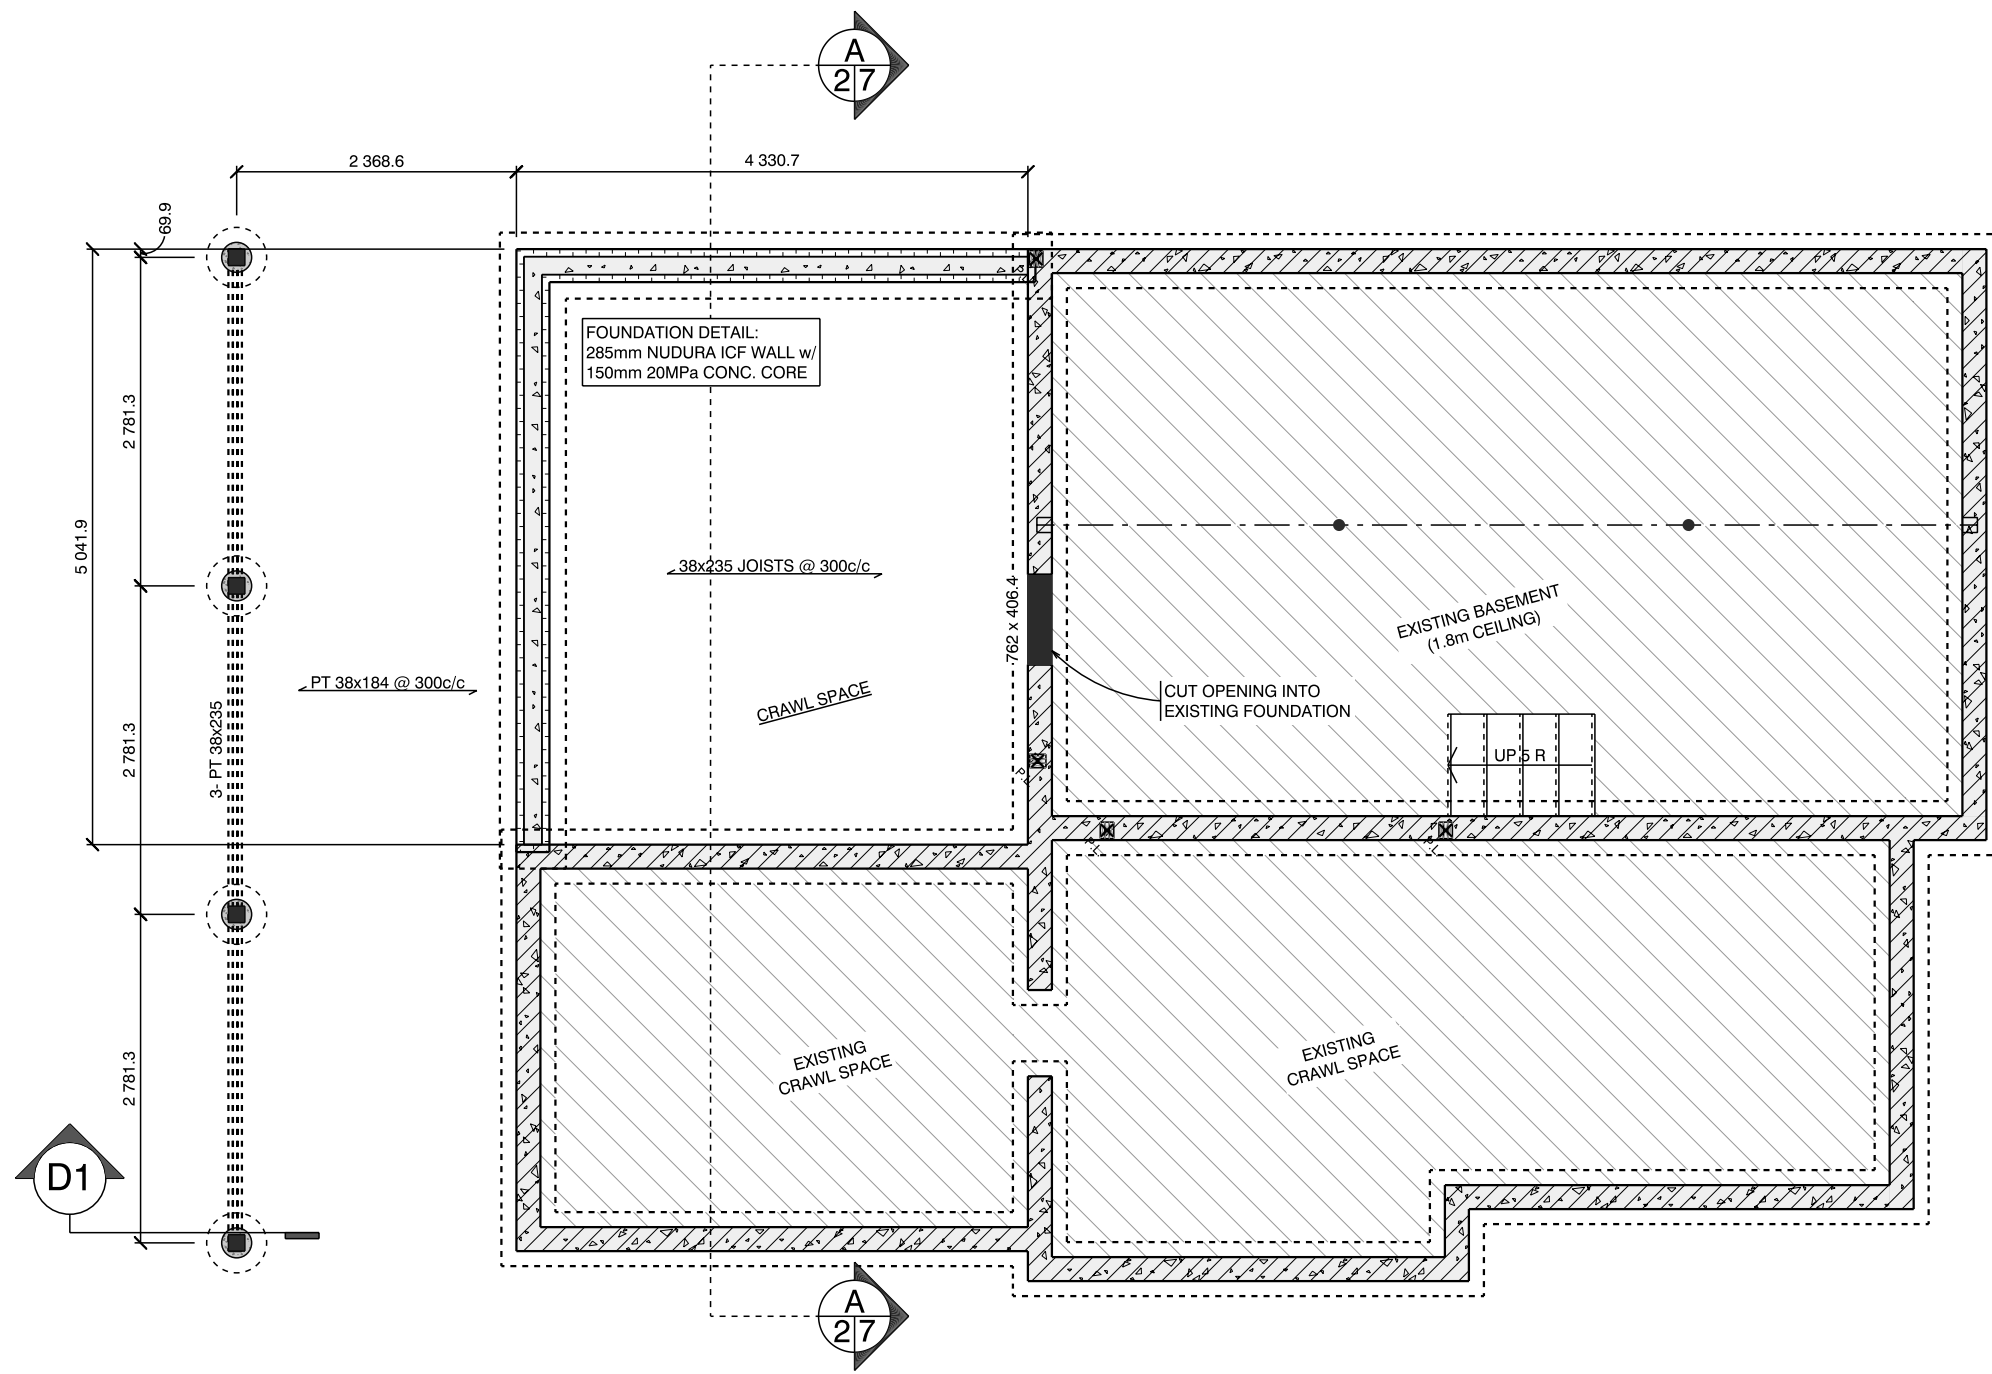 A
2 7
2 368.6
4 330.7
69.9
FOUNDATION DETAIL:
285mm NUDURA ICF WALL w/
150mm 20MPa CONC. CORE
2 781.3
5 041.9
38x235 JOISTS @ 300c/c
762 x 406.4
EXISTING BASEMENT
(1.8m CEILING)
PT 38x184 @ 300c/c
CRAWL SPACE
CUT OPENING INTO
EXISTING FOUNDATION
3- PT 38x235
2 781.3
UP 5 R
P.L
P.L
P.L
EXISTING
CRAWL SPACE
EXISTING
CRAWL SPACE
2 781.3
D1
A
2 7